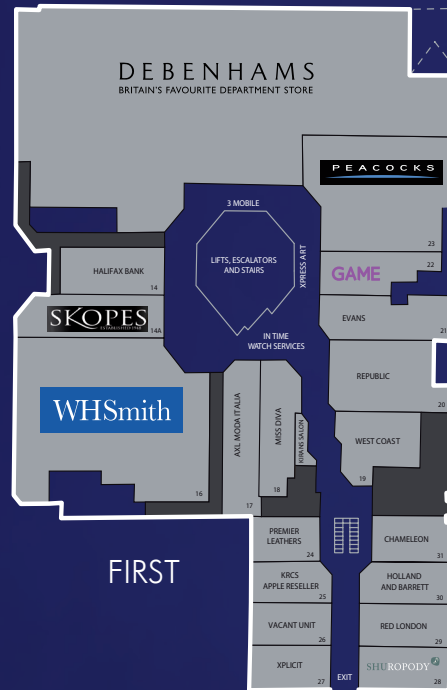 DEBENHAMS
BRITAIN'S FAVOURITE DEPARTMENT STORE
PEACOCKS
23
3 MOBILE
LIFTS, ESCALATORS
AND STAIRS
XPRESS ART
IN TIME
WATCH SERVICES
HALIFAX BANK
14
SKOPES
ESTABLISHED 1948
14A
GAME
22
EVANS
21
WHSmith
16
AXL MODA ITALIA
17
MISS DIVA
18
KIRANS SALON
REPUBLIC
20
WEST COAST
19
FIRST
PREMIER
LEATHERS
24
KRCS
APPLE RESELLER
25
VACANT UNIT
26
XPLICIT
27
EXIT
CHAMELEON
31
HOLLAND
AND BARRETT
30
RED LONDON
29
SHUROPODY
28